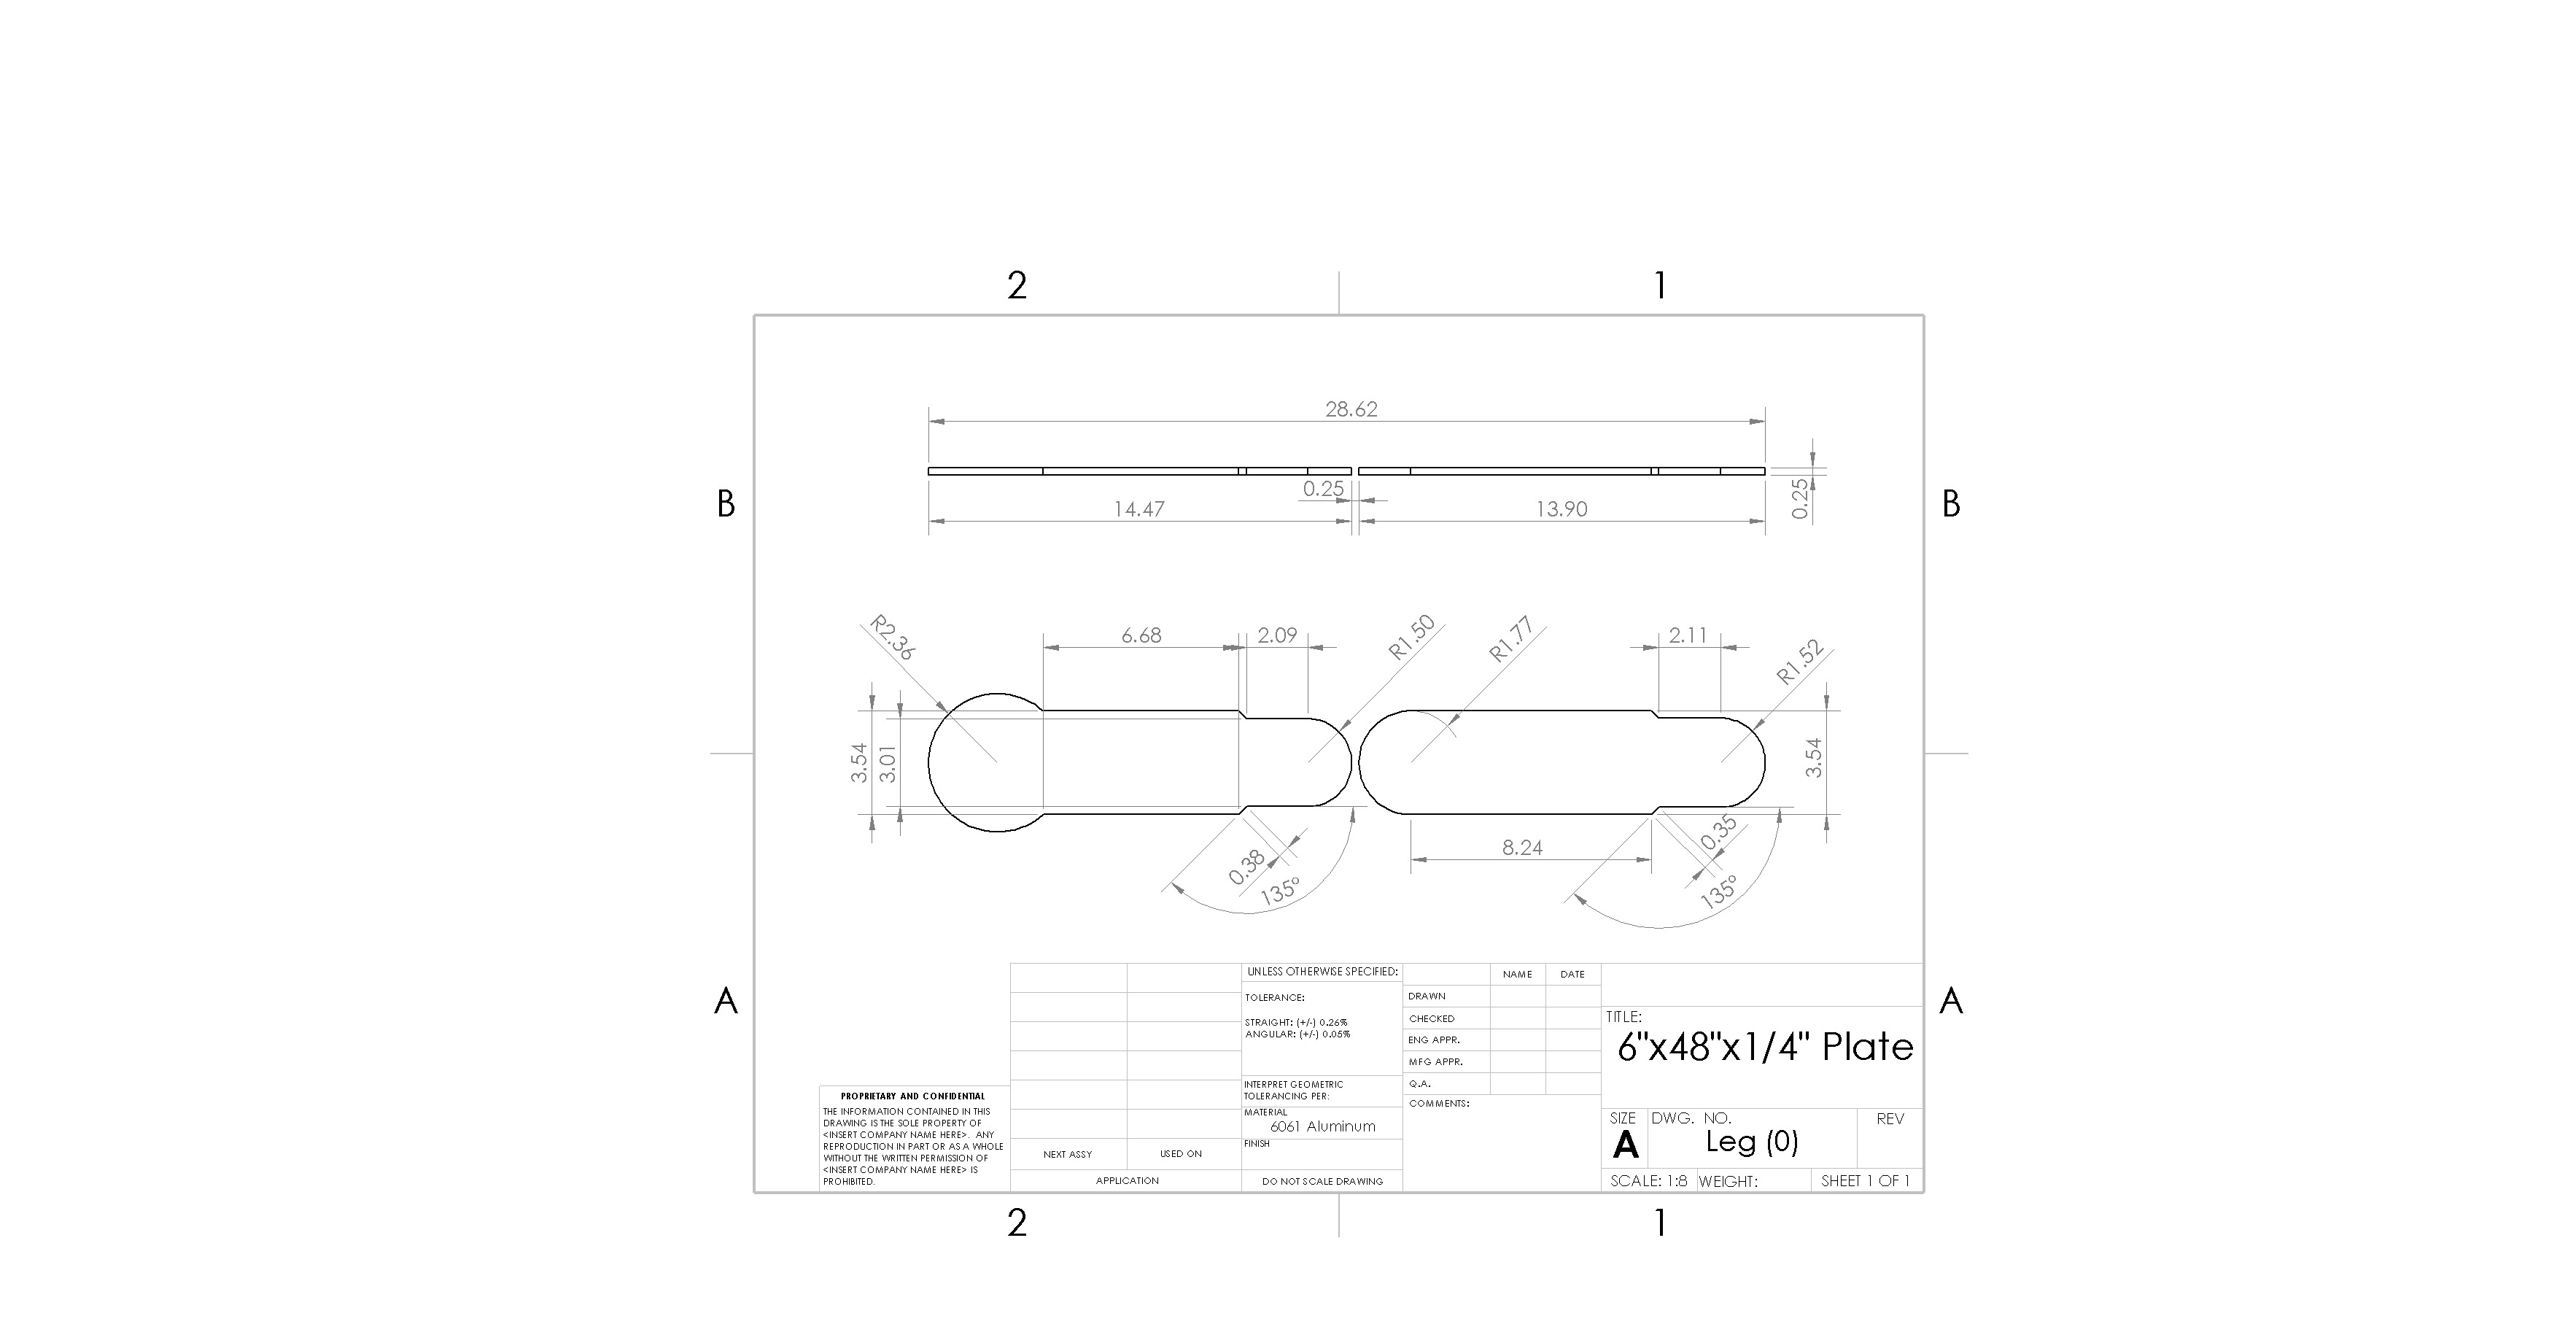 2
1
28.62
B
0.25
0.25
B
14.47
13.90
R2.36
6.68
2.09
R1.50
R1.77
2.11
R1.52
3.54
3.01
3.54
0.38
135°
8.24
0.35
135°
A
A
UNLESS OTHERWISE SPECIFIED:
TOLERANCE:
STRAIGHT: (+/-) 0.26%
ANGULAR: (+/-) 0.05%
INTERPRET GEOMETRIC
TOLERANCING PER:
MATERIAL
6061 Aluminum
FINISH
DO NOT SCALE DRAWING
NAME DATE
DRAWN
CHECKED
ENG APPR.
MFG APPR.
Q.A.
COMMENTS:
TITLE:
6"x48"x1/4" Plate
SIZE DWG. NO. REV
A Leg (0)
SCALE: 1:8 WEIGHT: SHEET 1 OF 1
PROPRIETARY AND CONFIDENTIAL
THE INFORMATION CONTAINED IN THIS
DRAWING IS THE SOLE PROPERTY OF
<INSERT COMPANY NAME HERE>. ANY
REPRODUCTION IN PART OR AS A WHOLE
WITHOUT THE WRITTEN PERMISSION OF
<INSERT COMPANY NAME HERE> IS
PROHIBITED.
NEXT ASSY USED ON
APPLICATION
2
1